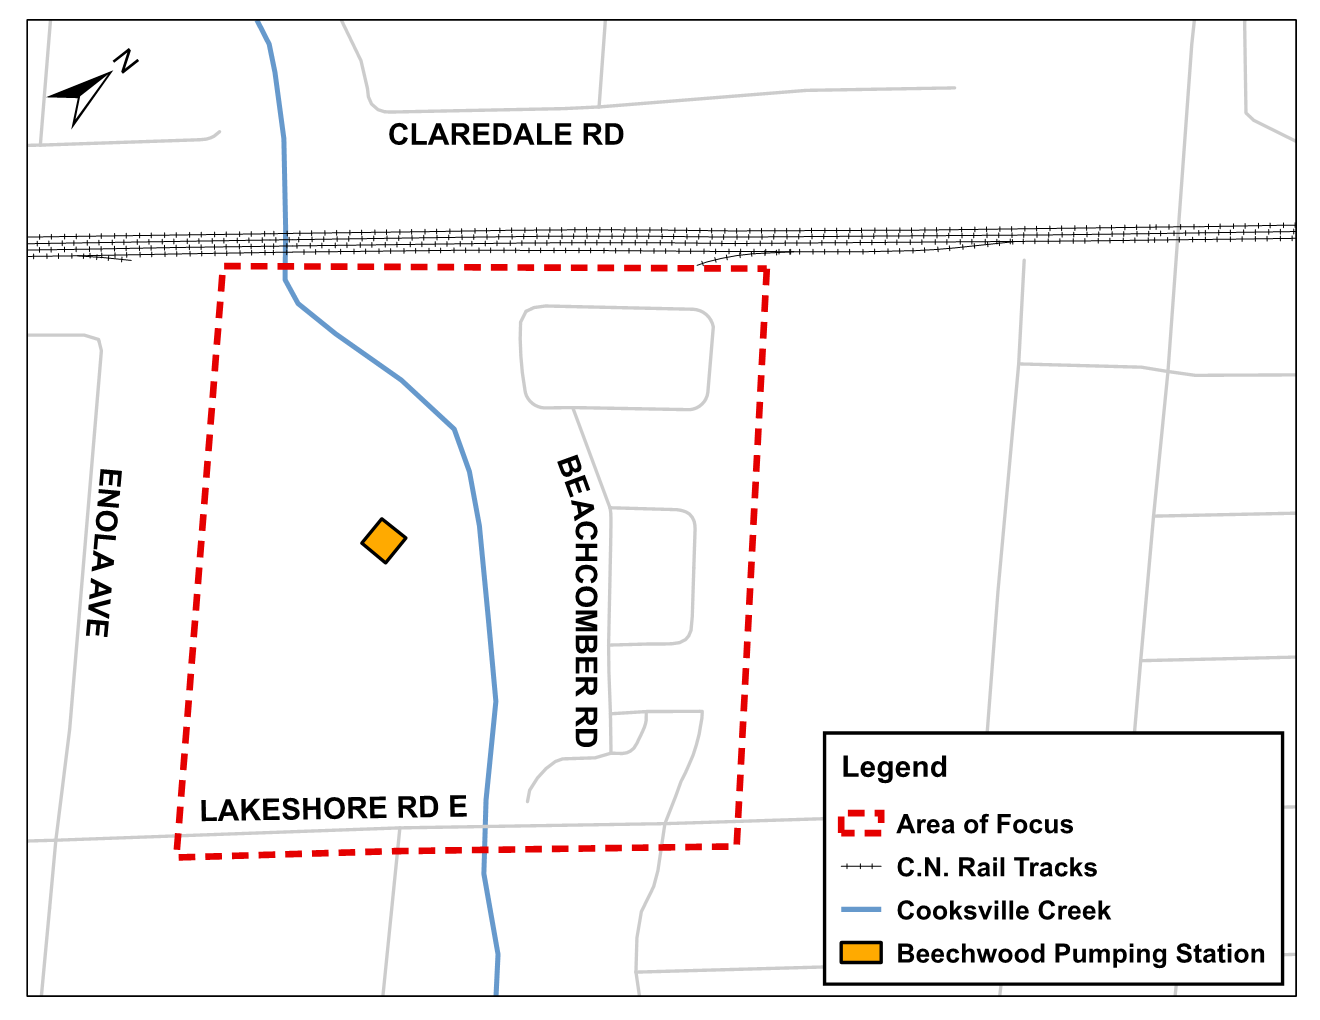 N
CLAREDALE RD
ENOLA AVE
BEACHCOMBER RD
LAKESHORE RD E
Legend
Area of Focus
C.N. Rail Tracks
Cooksville Creek
Beechwood Pumping Station